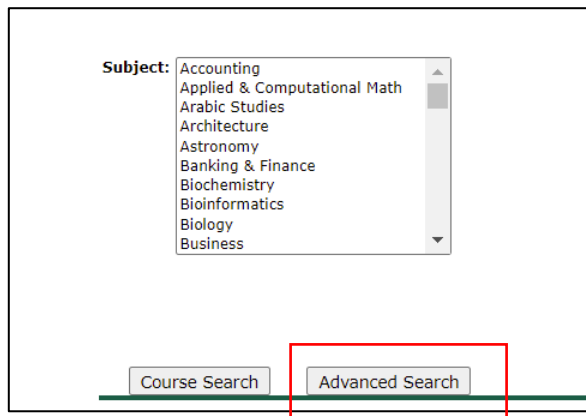 Subject: Accounting
Applied & Computational Math
Arabic Studies
Architecture
Astronomy
Banking & Finance
Biochemistry
Bioinformatics
Biology
Business
Course Search Advanced Search